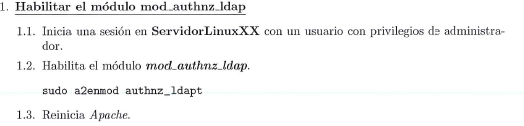 1. Habilitar el módulo mod_authnz_ldap
1.1. Inicia una sesión en ServidorLinuxXX con un usuario con privilegios de administra-
dor.
1.2. Habilita el módulo mod_authnz_ldap.
sudo a2enmod authnz_ldapt
1.3. Reinicia Apache.